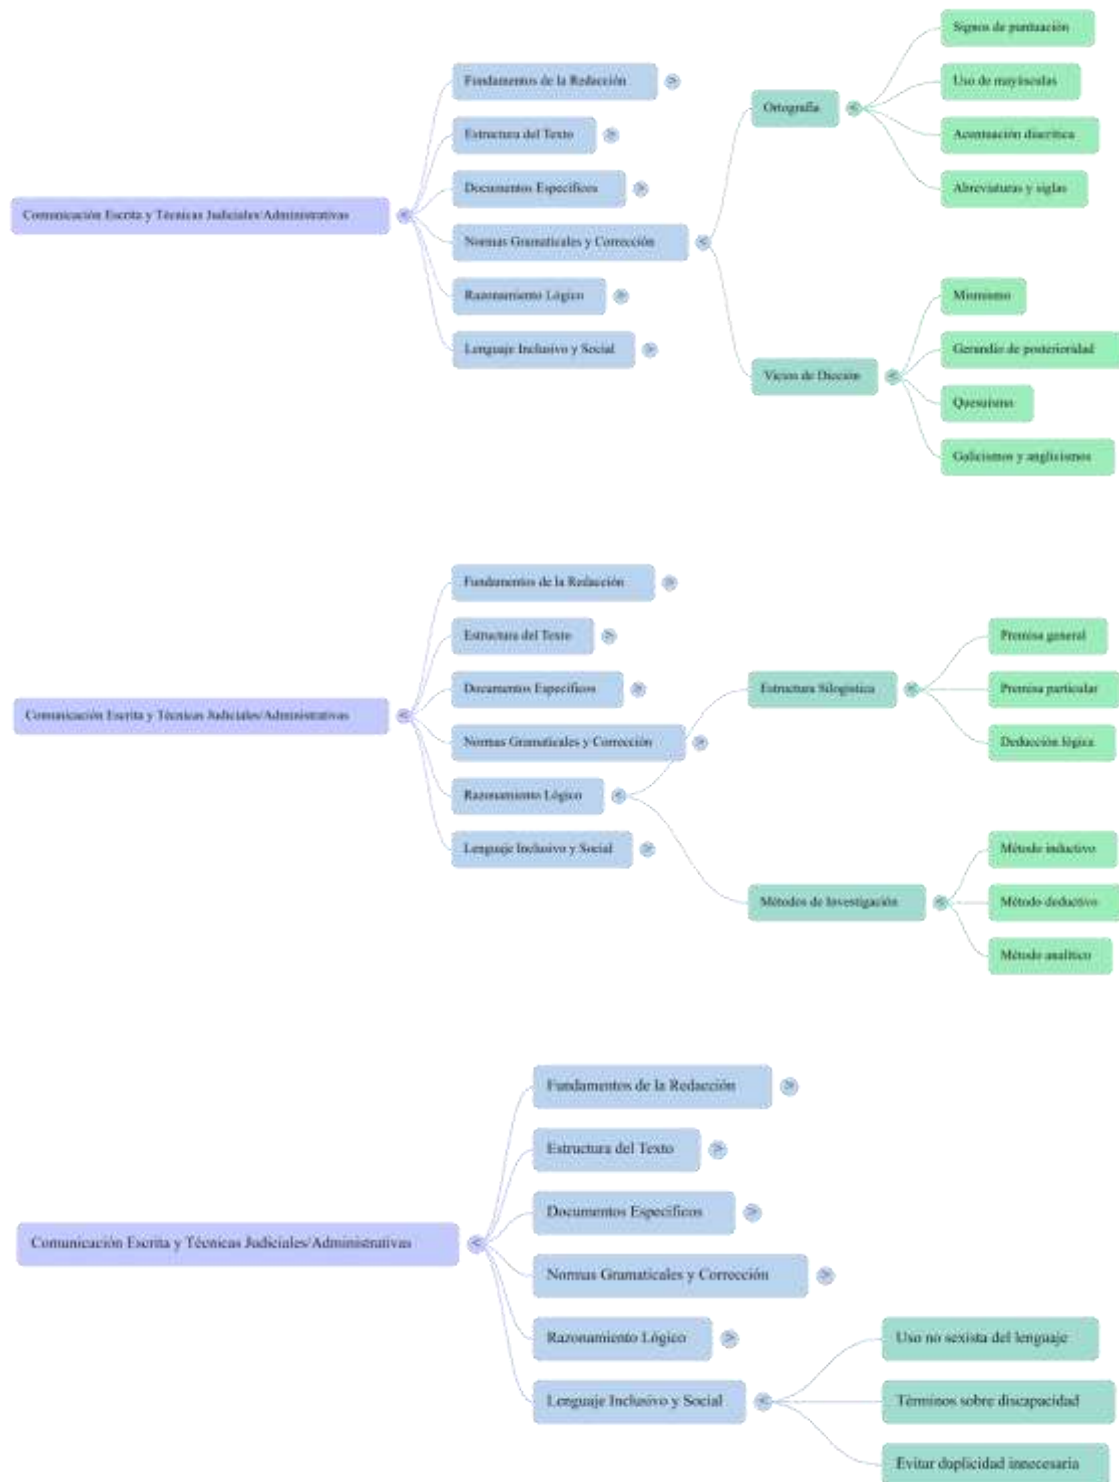 Signos de puntuación
Fundamentos de la Redacción
Uso de mayúsculas
Ortografía
Estructura del Texto
Acentuación diacrítica
Documentos Específicos
Abreviaturas y siglas
Comunicación Escrita y Técnicas Judiciales/Administrativas
Normas Gramaticales y Corrección
Razonamiento Lógico
Mismismo
Lenguaje Inclusivo y Social
Gerundio de posterioridad
Vicios de Dicción
Quesuismo
Galicismos y anglicismos
Fundamentos de la Redacción
Estructura del Texto
Premisa general
Documentos Específicos
Estructura Silogística
Premisa particular
Comunicación Escrita y Técnicas Judiciales/Administrativas
Normas Gramaticales y Corrección
Deducción lógica
Razonamiento Lógico
Lenguaje Inclusivo y Social
Método inductivo
Métodos de Investigación
Método deductivo
Método analítico
Fundamentos de la Redacción
Estructura del Texto
Documentos Específicos
Comunicación Escrita y Técnicas Judiciales/Administrativas
Normas Gramaticales y Corrección
Razonamiento Lógico
Uso no sexista del lenguaje
Lenguaje Inclusivo y Social
Términos sobre discapacidad
Evitar duplicidad innecesaria